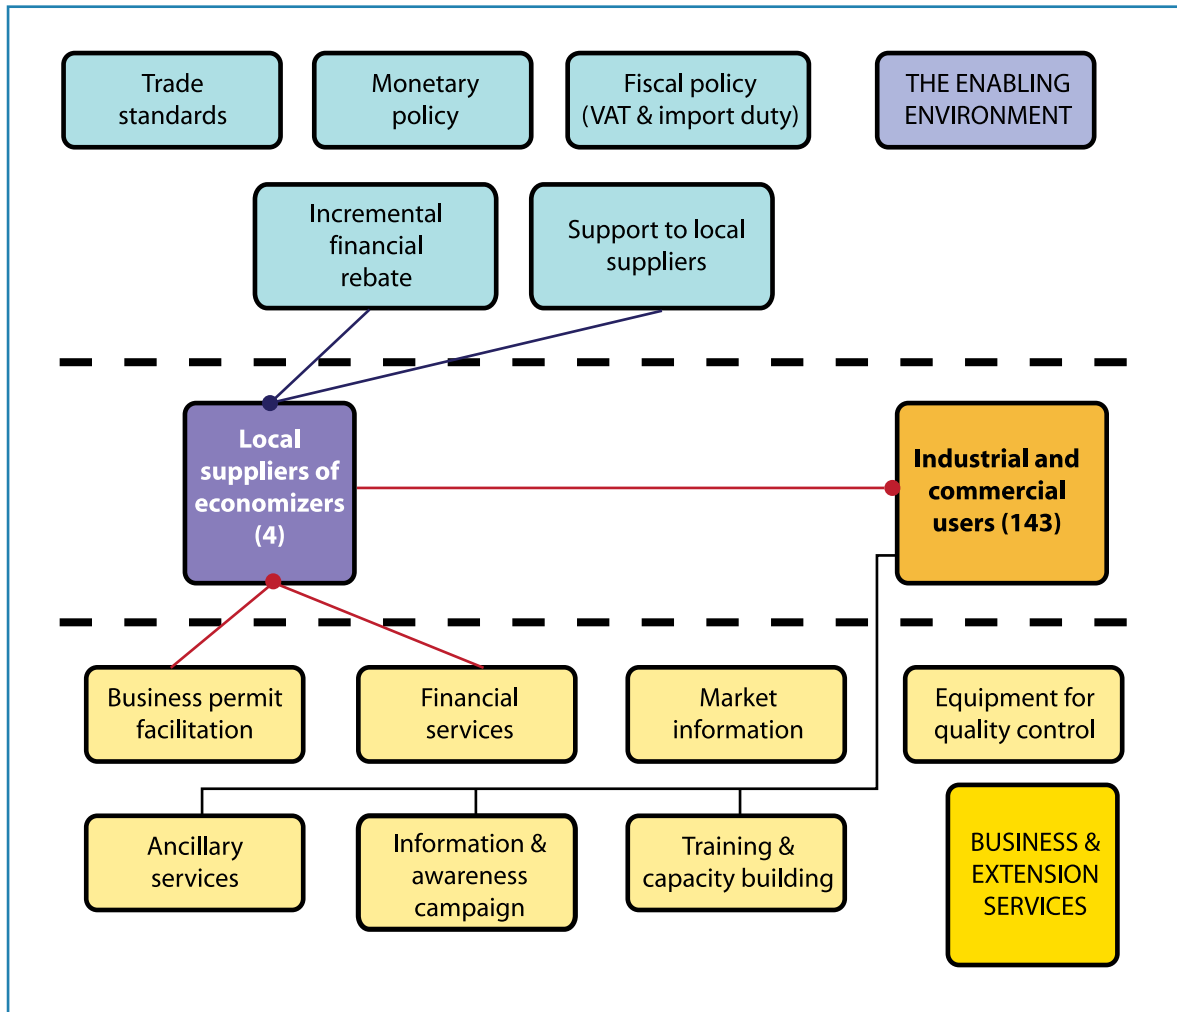 Trade
standards
Monetary
policy
Fiscal policy
(VAT & import duty)
THE ENABLING
ENVIRONMENT
Incremental
financial
rebate
Support to local
suppliers
Local
suppliers of
economizers
(4)
Industrial and
commercial
users (143)
Business permit
facilitation
Financial
services
Market
information
Equipment for
quality control
Ancillary
services
Information &
awareness
campaign
Training &
capacity building
BUSINESS &
EXTENSION
SERVICES